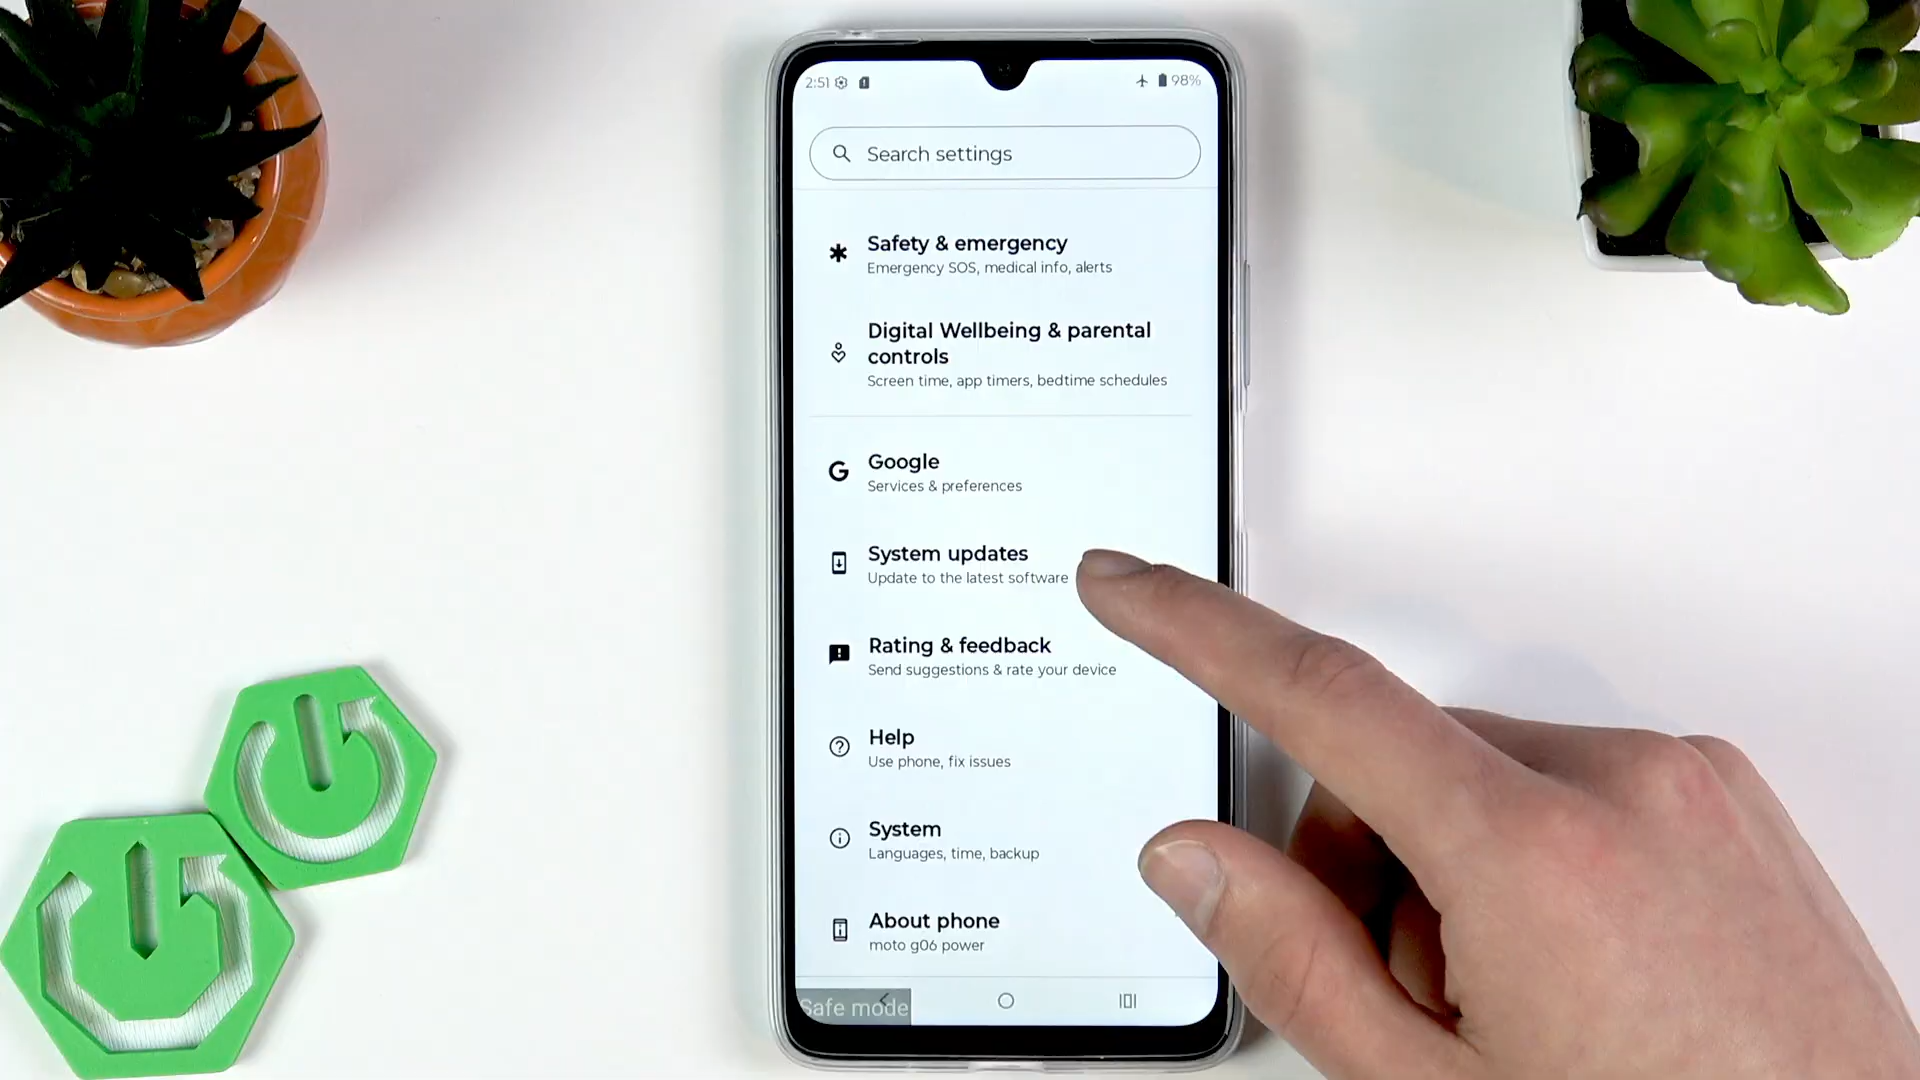 2:51
98%
Search settings
Safety & emergency
Emergency SOS, medical info, alerts
Digital Wellbeing & parental
controls
Screen time, app timers, bedtime schedules
Google
Services & preferences
System updates
Update to the latest software
Rating & feedback
Send suggestions & rate your device
Help
Use phone, fix issues
System
Languages, time, backup
About phone
moto g06 power
Safe mode